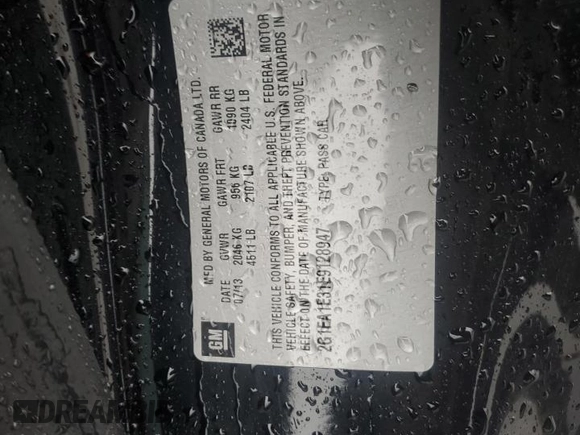 GM
MFD BY GENERAL MOTORS OF CANADA LTD.
DATE GVWR GAWR FRT GAWR RR
07/13 2046 KG 956 KG 1090 KG
4511 LB 2107 LB 2404 LB
THIS VEHICLE CONFORMS TO ALL APPLICABLE U.S. FEDERAL MOTOR
VEHICLE SAFETY, BUMPER, AND THEFT PREVENTION STANDARDS IN
EFFECT ON THE DATE OF MANUFACTURE SHOWN ABOVE.
2G1FA1E31E9128947 TYPE: PASS CAR